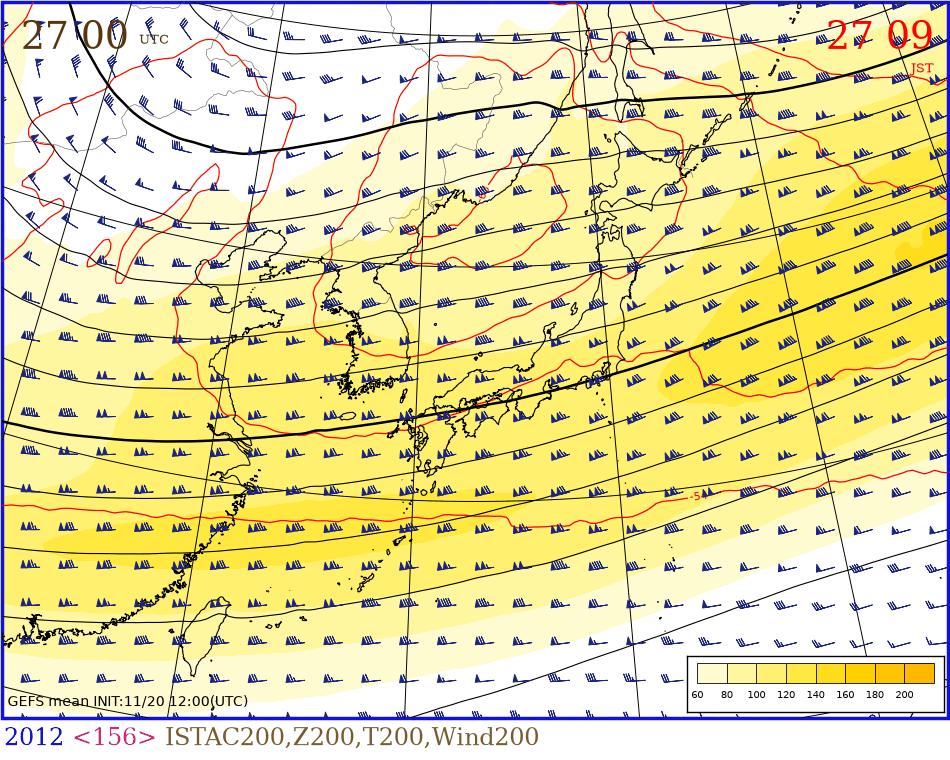 27 00 UTC
27 09
JST
-54
60 80 100 120 140 160 180 200
GEFS mean INIT:11/20 12:00(UTC)
2012 <156> ISTAC200,Z200,T200,Wind200